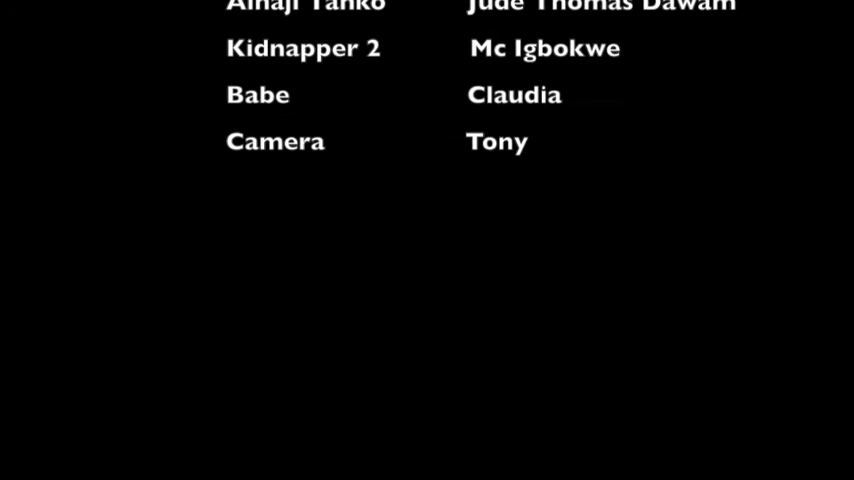 Alhaji Tanko Jude Thomas Dawam
Kidnapper 2 Mc Igbokwe
Babe Claudia
Camera Tony